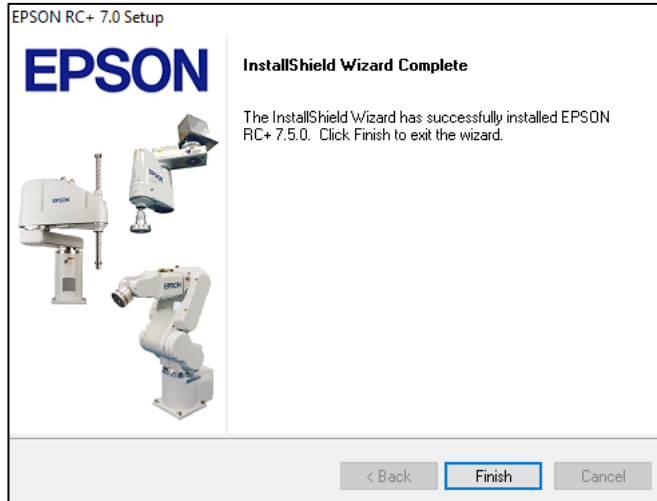 EPSON RC+ 7.0 Setup
EPSON
InstallShield Wizard Complete
The InstallShield Wizard has successfully installed EPSON
RC+ 7.5.0. Click Finish to exit the wizard.
EPSON
EPSON
EPSON
< Back
Finish
Cancel